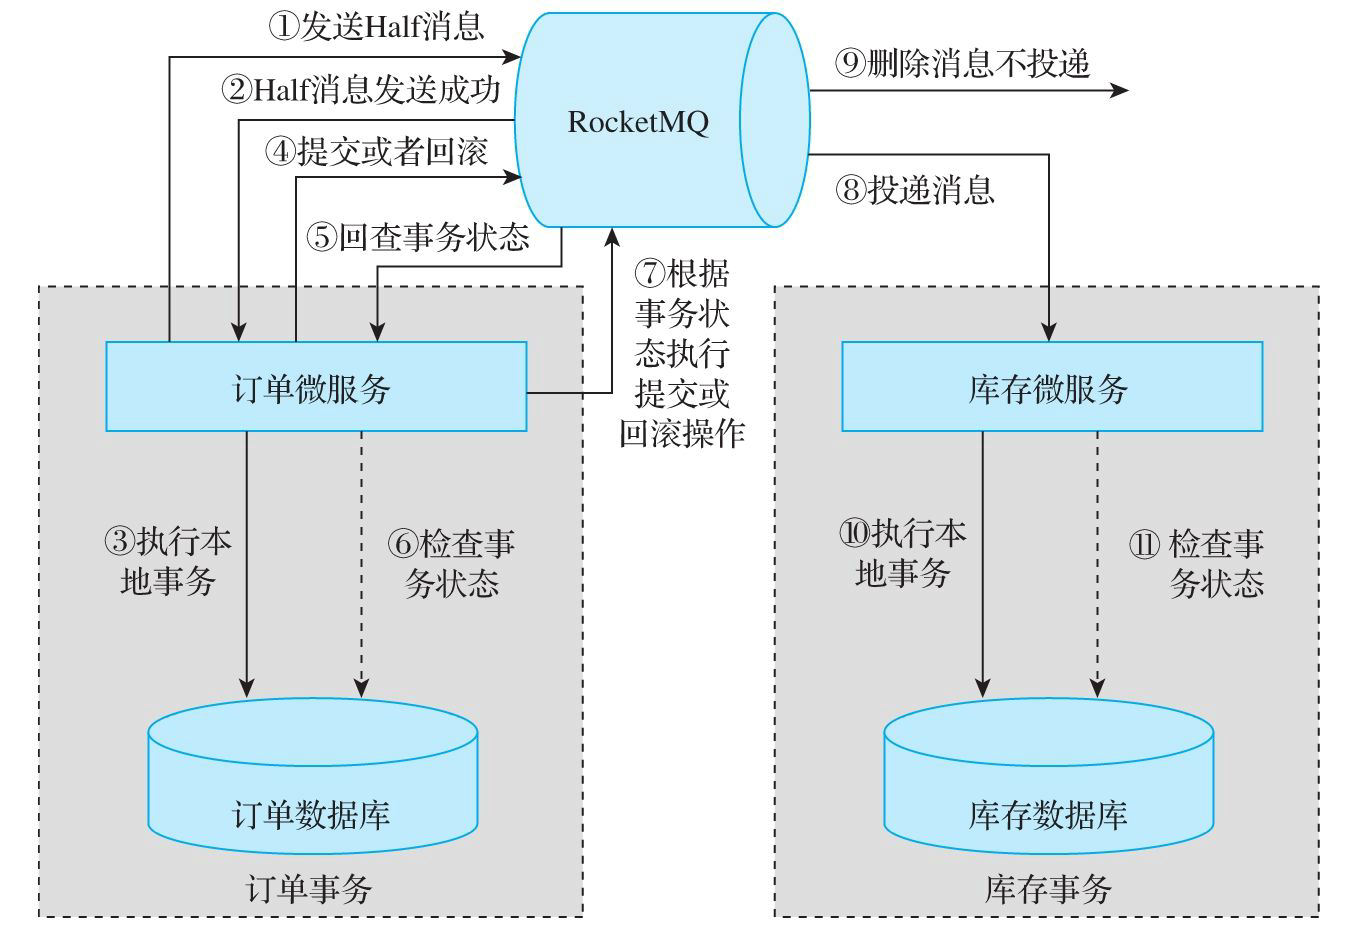 ①发送Half消息
②Half消息发送成功
④提交或者回滚
⑤回查事务状态
RocketMQ
⑨删除消息不投递
⑧投递消息
⑦根据
事务状
态执行
提交或
回滚操作
订单微服务
库存微服务
③执行本
地事务
⑥检查事
务状态
⑩执行本
地事务
⑪ 检查事
务状态
订单数据库
库存数据库
订单事务
库存事务